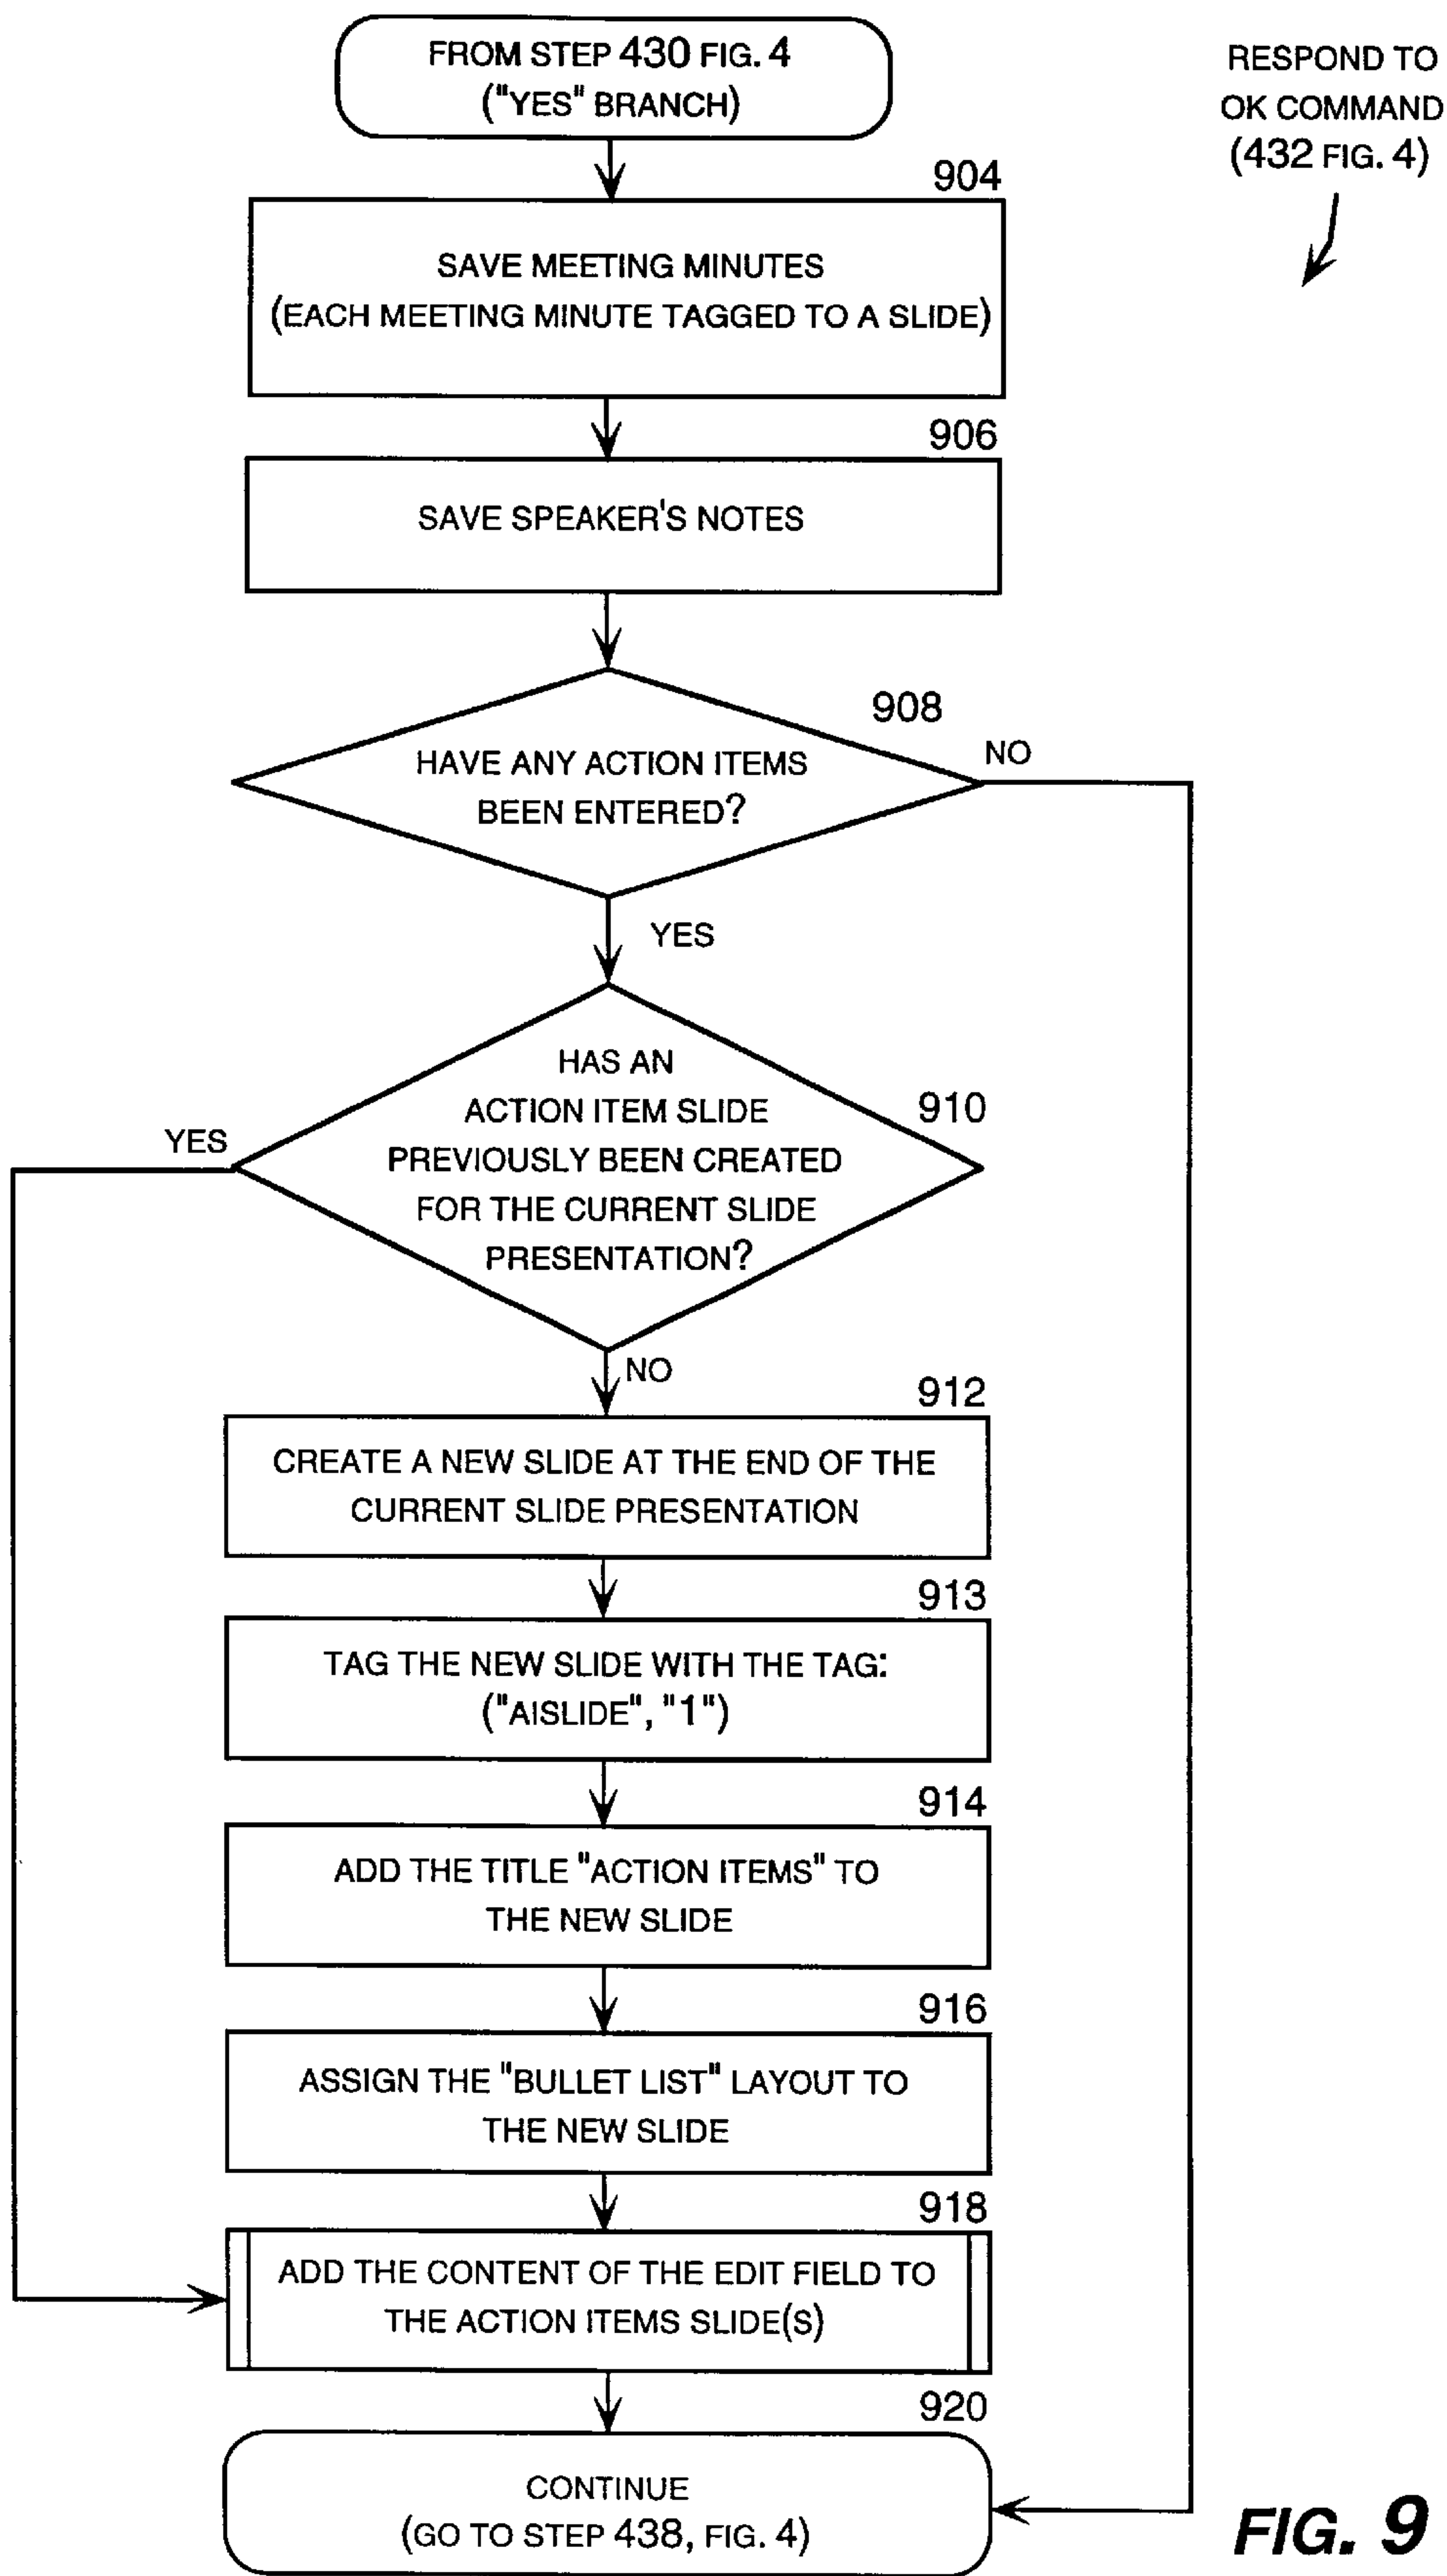 FROM STEP 430 FIG. 4
("YES" BRANCH)
RESPOND TO
OK COMMAND
(432 FIG. 4)
904
SAVE MEETING MINUTES
(EACH MEETING MINUTE TAGGED TO A SLIDE)
906
SAVE SPEAKER'S NOTES
908
HAVE ANY ACTION ITEMS
BEEN ENTERED?
NO
YES
HAS AN
ACTION ITEM SLIDE
PREVIOUSLY BEEN CREATED
FOR THE CURRENT SLIDE
PRESENTATION?
910
YES
NO
912
CREATE A NEW SLIDE AT THE END OF THE
CURRENT SLIDE PRESENTATION
913
TAG THE NEW SLIDE WITH THE TAG:
("AISLIDE", "1")
914
ADD THE TITLE "ACTION ITEMS" TO
THE NEW SLIDE
916
ASSIGN THE "BULLET LIST" LAYOUT TO
THE NEW SLIDE
918
ADD THE CONTENT OF THE EDIT FIELD TO
THE ACTION ITEMS SLIDE(S)
920
CONTINUE
(GO TO STEP 438, FIG. 4)
FIG. 9